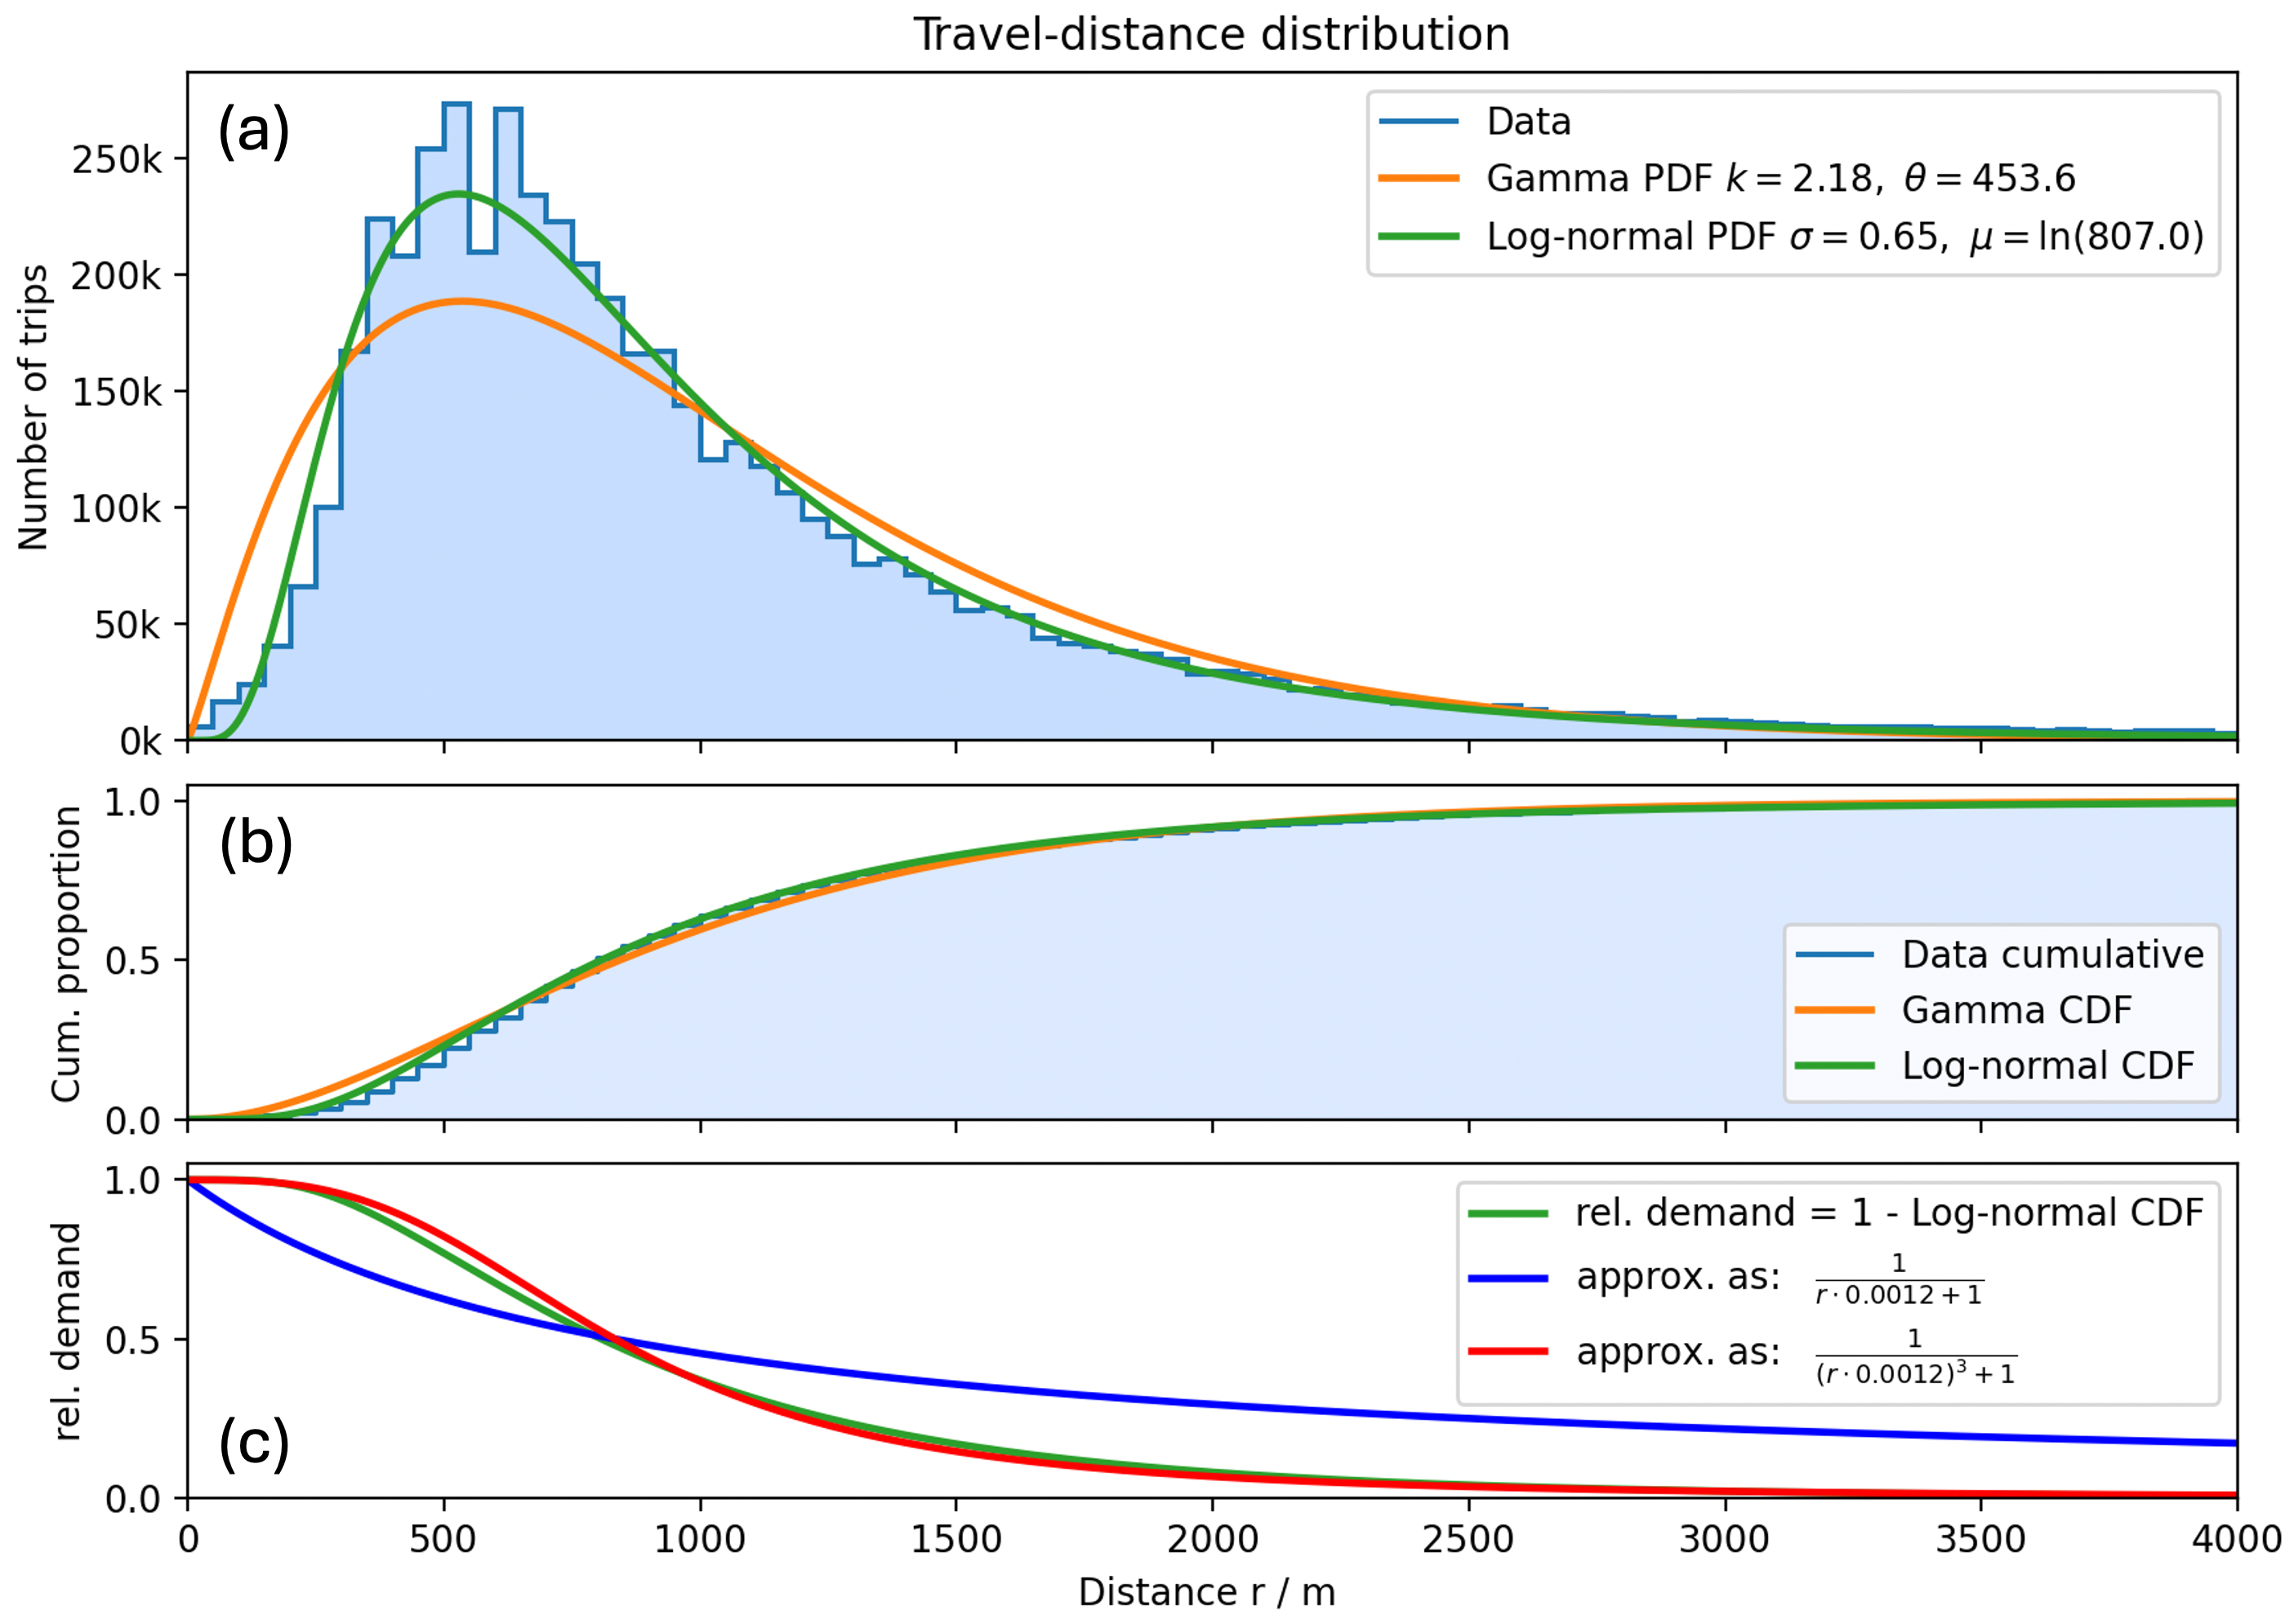 Travel-distance distribution
(a)
Number of trips
250k
200k
150k
100k
50k
0k
Data
Gamma PDF k = 2.18, θ = 453.6
Log-normal PDF σ = 0.65, μ = ln(807.0)
(b)
Cum. proportion
1.0
0.5
0.0
Data cumulative
Gamma CDF
Log-normal CDF
(c)
rel. demand
1.0
0.5
0.0
rel. demand = 1 - Log-normal CDF
approx. as: 1 / (r · 0.0012 + 1)
approx. as: 1 / ((r · 0.0012)³ + 1)
0 500 1000 1500 2000 2500 3000 3500 4000
Distance r / m